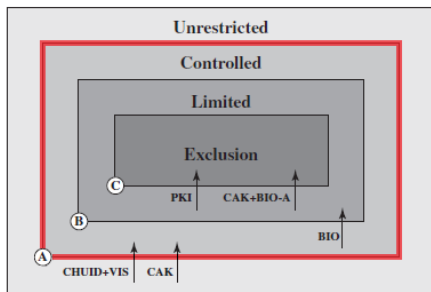 Unrestricted
Controlled
Limited
Exclusion
C
PKI
CAK+BIO-A
B
BIO
A
CHUID+VIS
CAK